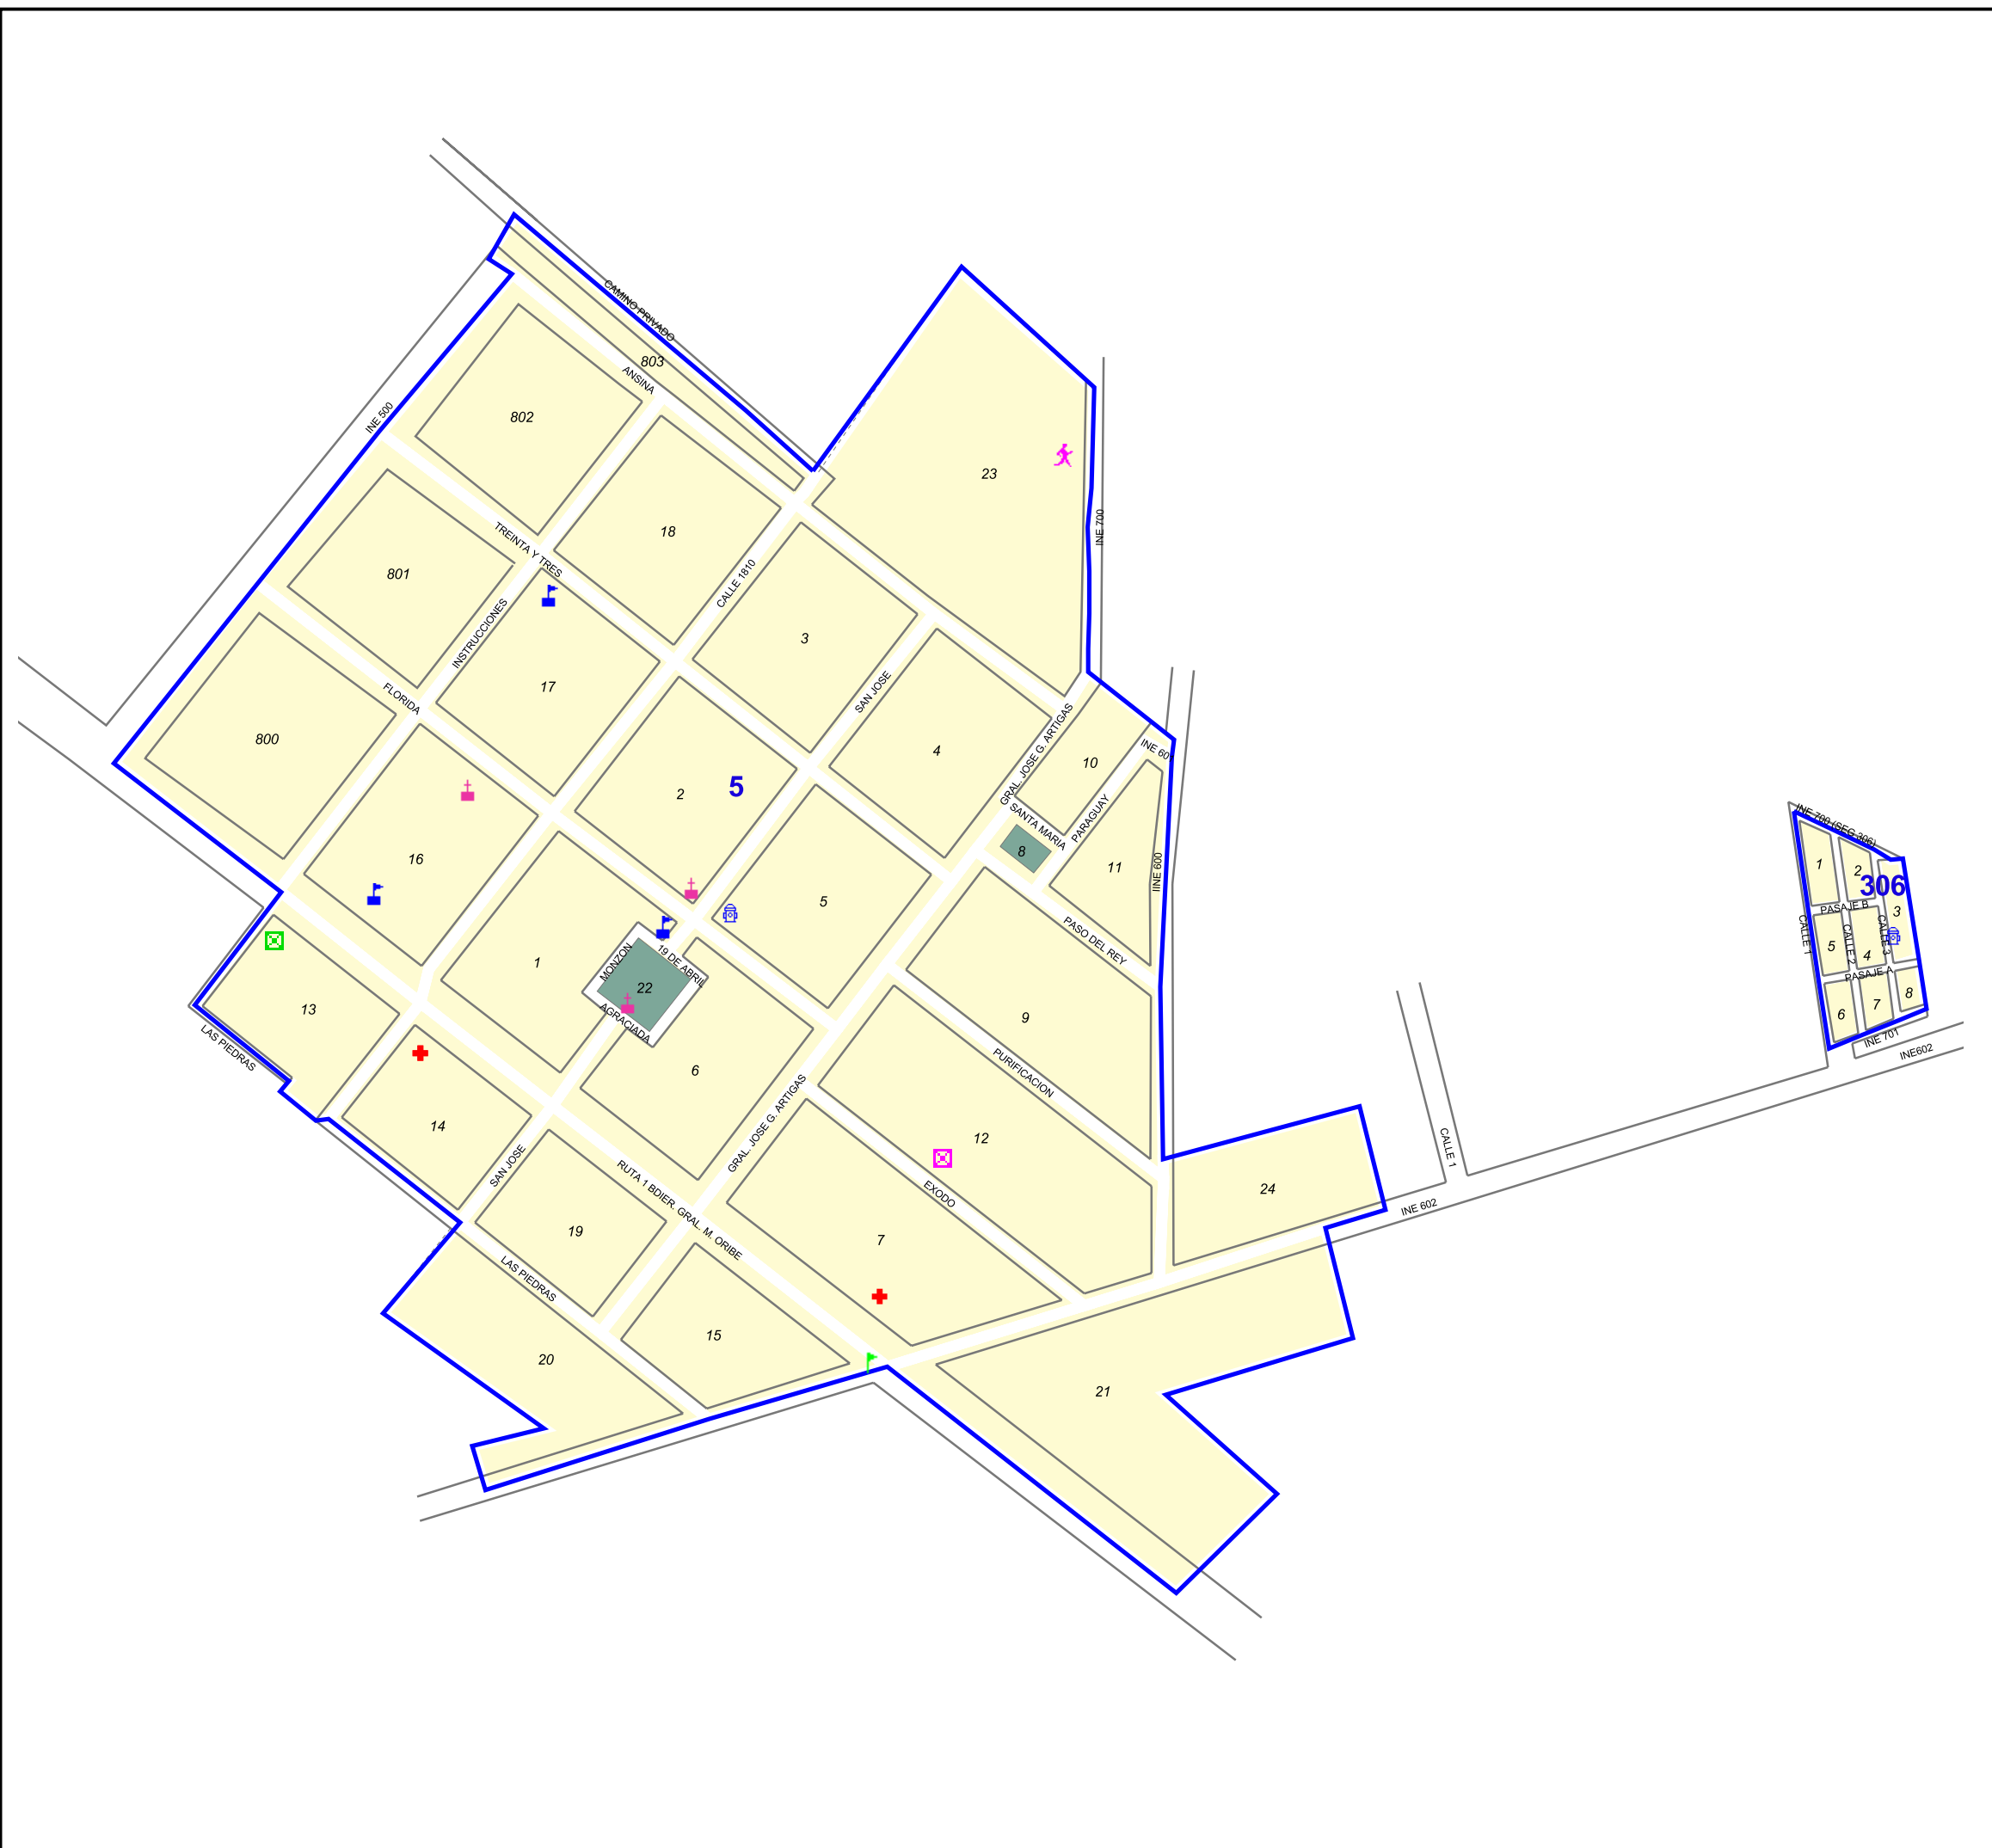 CAMINO PRIVADO
803
ANSINA
802
INE 500
23
INE 700
18
TREINTA Y TRES
801
CALLE 1810
INSTRUCCIONES
3
17
SAN JOSE
FLORIDA
800
4
GRAL. JOSE G. ARTIGAS
10
INE 60
2
5
PARAGUAY
SANTA MARIA
8
16
11
IINE 600
5
PASO DEL REY
1
MONZON
19 DE ABRIL
22
AGRACIADA
13
LAS PIEDRAS
9
PURIFICACION
6
GRAL. JOSE G. ARTIGAS
14
12
SAN JOSE
RUTA 1 BDIER. GRAL. M. ORIBE
EXODO
24
CALLE 1
INE 602
19
7
LAS PIEDRAS
15
20
21
INE 700 (SEG 306)
1
2
306
PASAJE B
3
CALLE 1
5
CALLE 2
4
CALLE 3
PASAJE A
6
7
8
INE 701
INE602